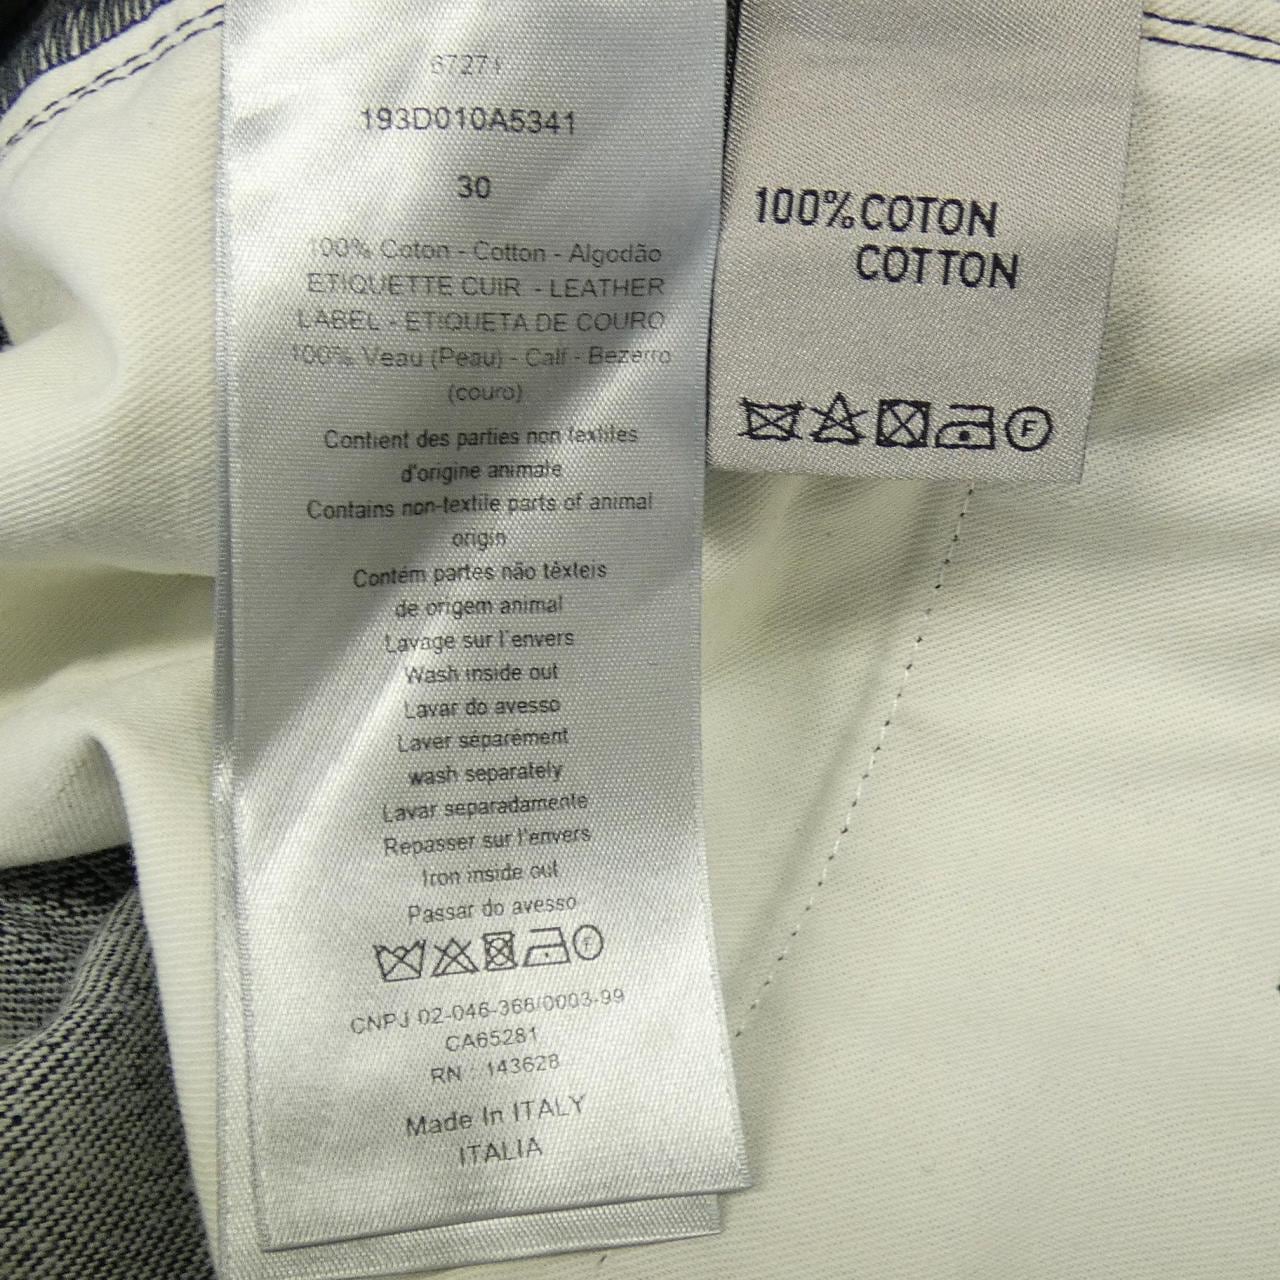 67271
193D010A5341
30
100% Coton - Cotton - Algodão
ETIQUETTE CUIR - LEATHER
LABEL - ETIQUETA DE COURO
100% Veau (Peau) - Calf - Bezerro
(couro)
Contient des parties non textiles
d'origine animale
Contains non-textile parts of animal
origin
Contém partes não têxteis
de origem animal
Lavage sur l'envers
Wash inside out
Lavar do avesso
Laver séparément
wash separately
Lavar separadamente
Repasser sur l'envers
Iron inside out
Passar do avesso
F
CNPJ 02-046-366/0003-99
CA65281
RN : 143628
Made In ITALY
ITALIA
100% COTON
COTTON
F